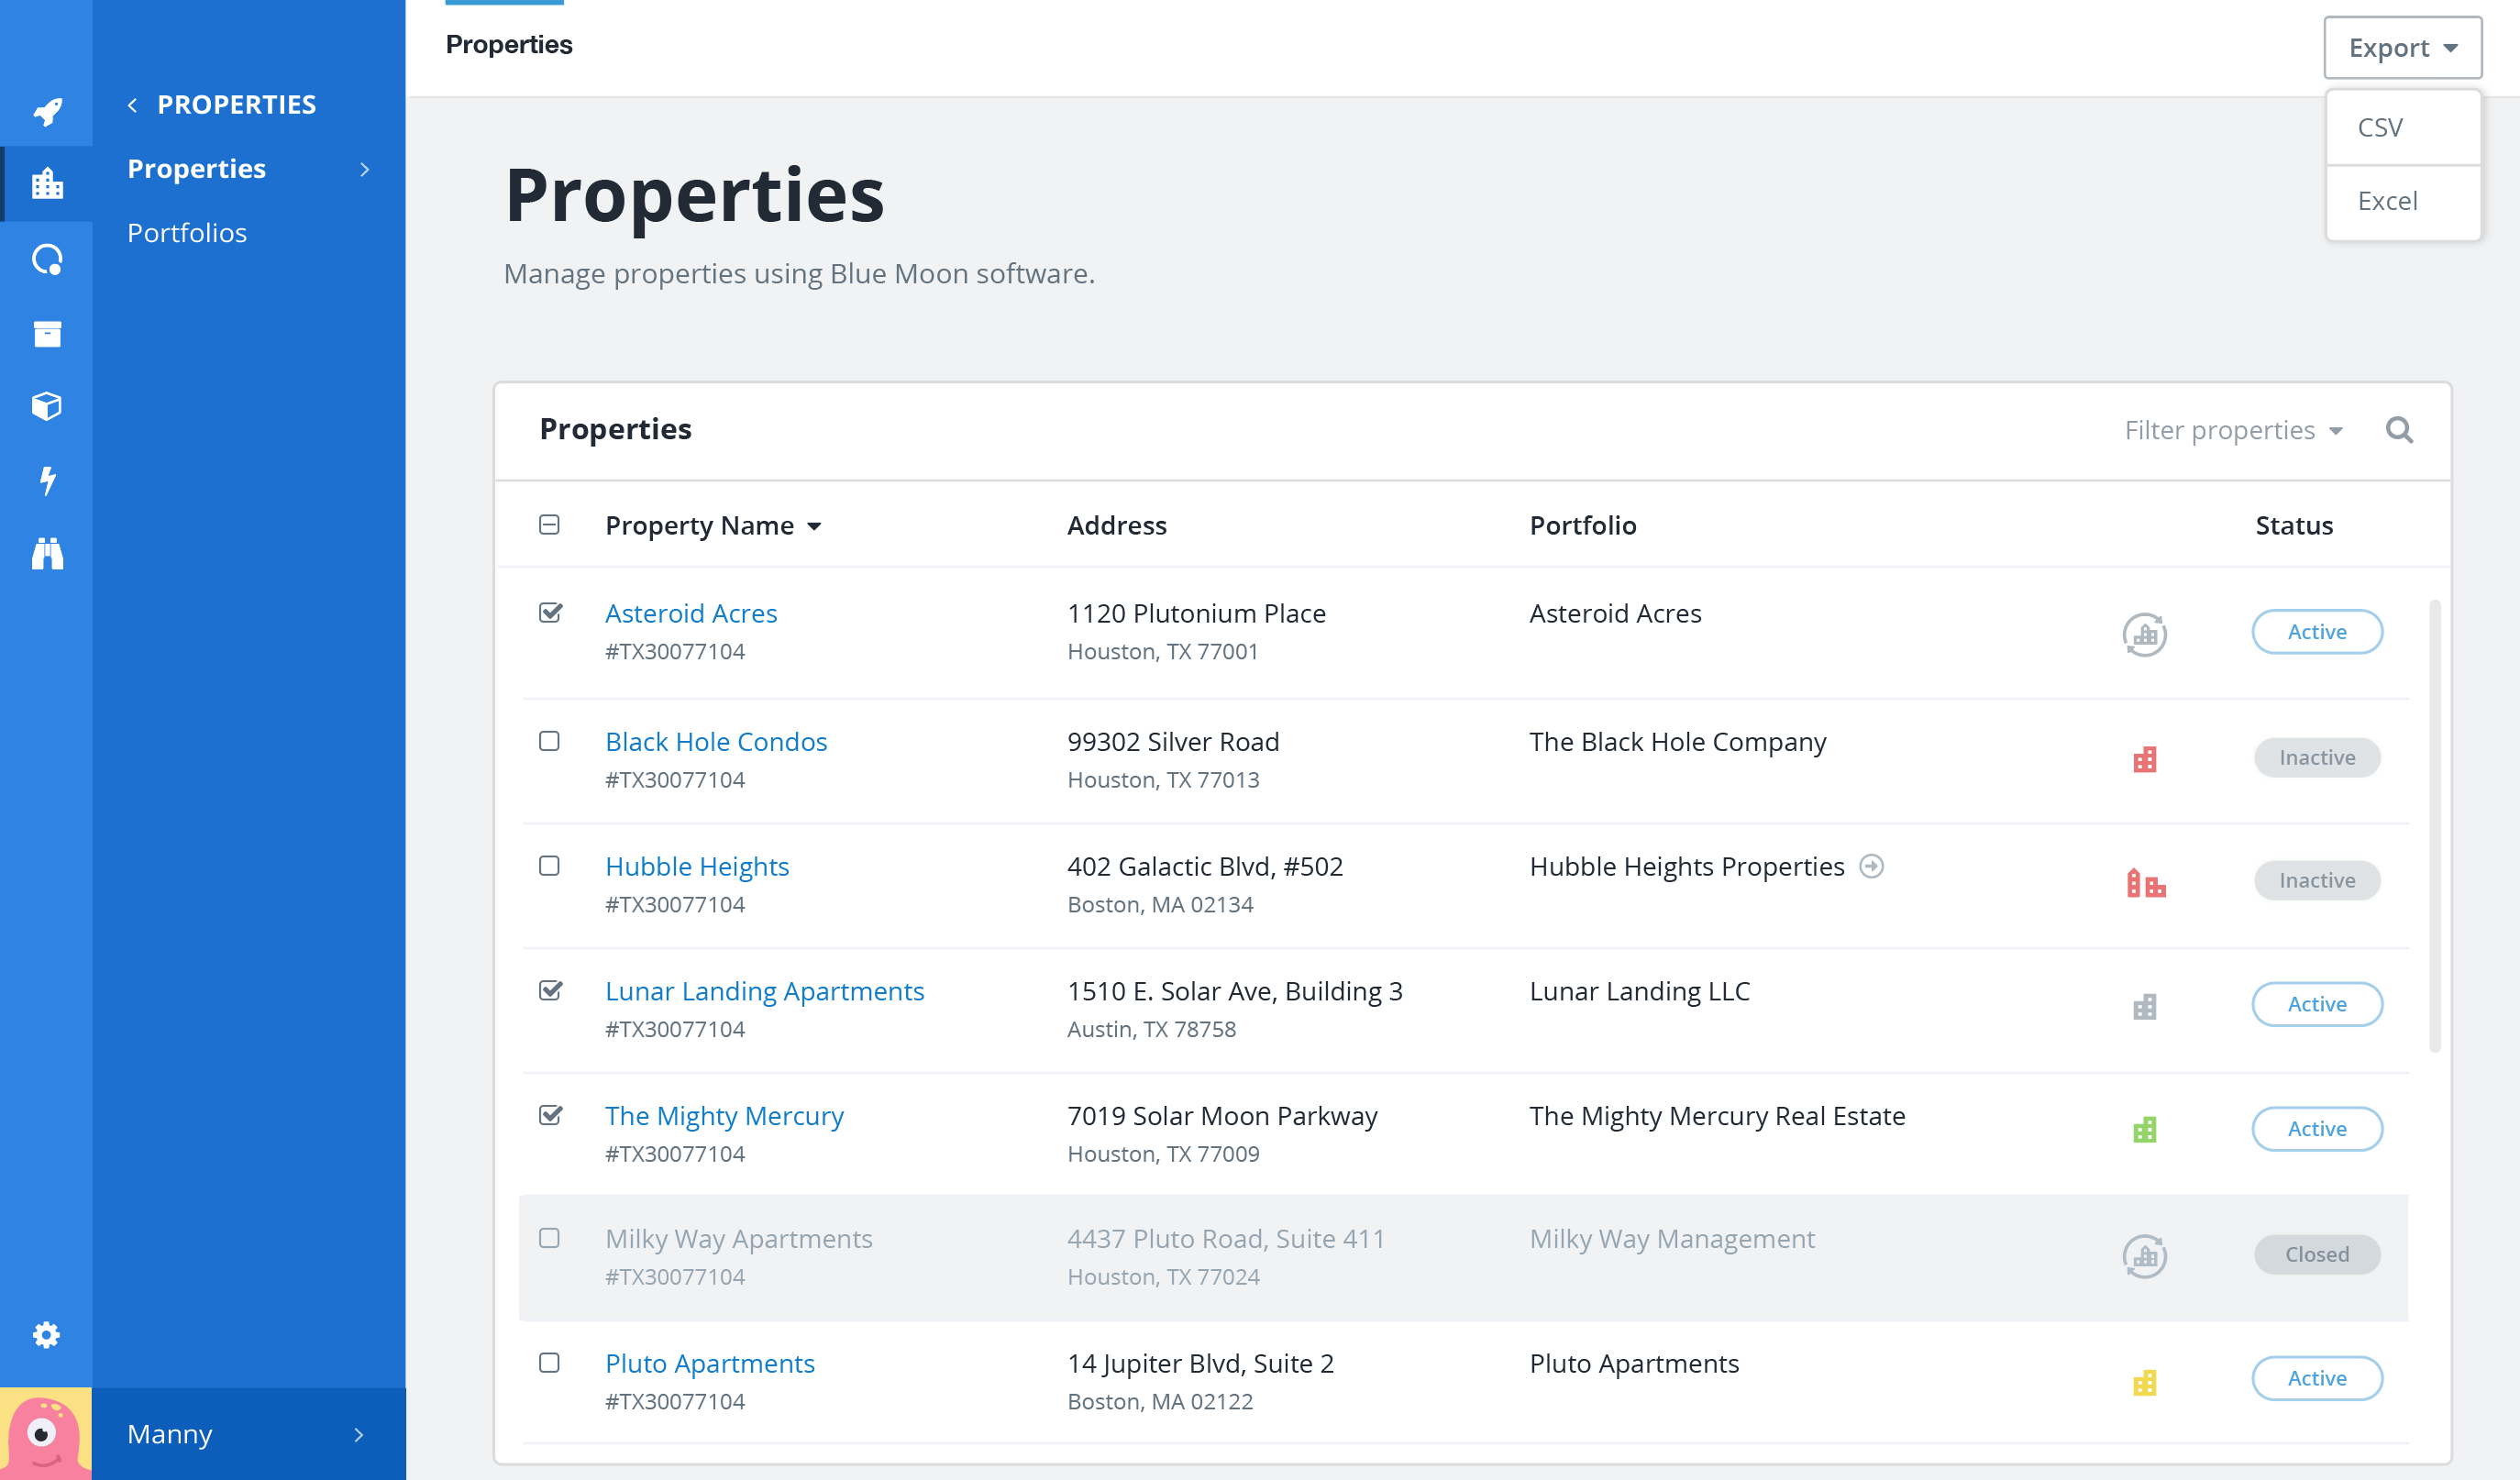 Properties
Export
CSV
Excel
PROPERTIES
Properties
Portfolios
Manny
Properties
Manage properties using Blue Moon software.
Properties
Filter properties
Property Name Address Portfolio Status
Asteroid Acres 1120 Plutonium Place Asteroid Acres Active
#TX30077104 Houston, TX 77001
Black Hole Condos 99302 Silver Road The Black Hole Company Inactive
#TX30077104 Houston, TX 77013
Hubble Heights 402 Galactic Blvd, #502 Hubble Heights Properties Inactive
#TX30077104 Boston, MA 02134
Lunar Landing Apartments 1510 E. Solar Ave, Building 3 Lunar Landing LLC Active
#TX30077104 Austin, TX 78758
The Mighty Mercury 7019 Solar Moon Parkway The Mighty Mercury Real Estate Active
#TX30077104 Houston, TX 77009
Milky Way Apartments 4437 Pluto Road, Suite 411 Milky Way Management Closed
#TX30077104 Houston, TX 77024
Pluto Apartments 14 Jupiter Blvd, Suite 2 Pluto Apartments Active
#TX30077104 Boston, MA 02122